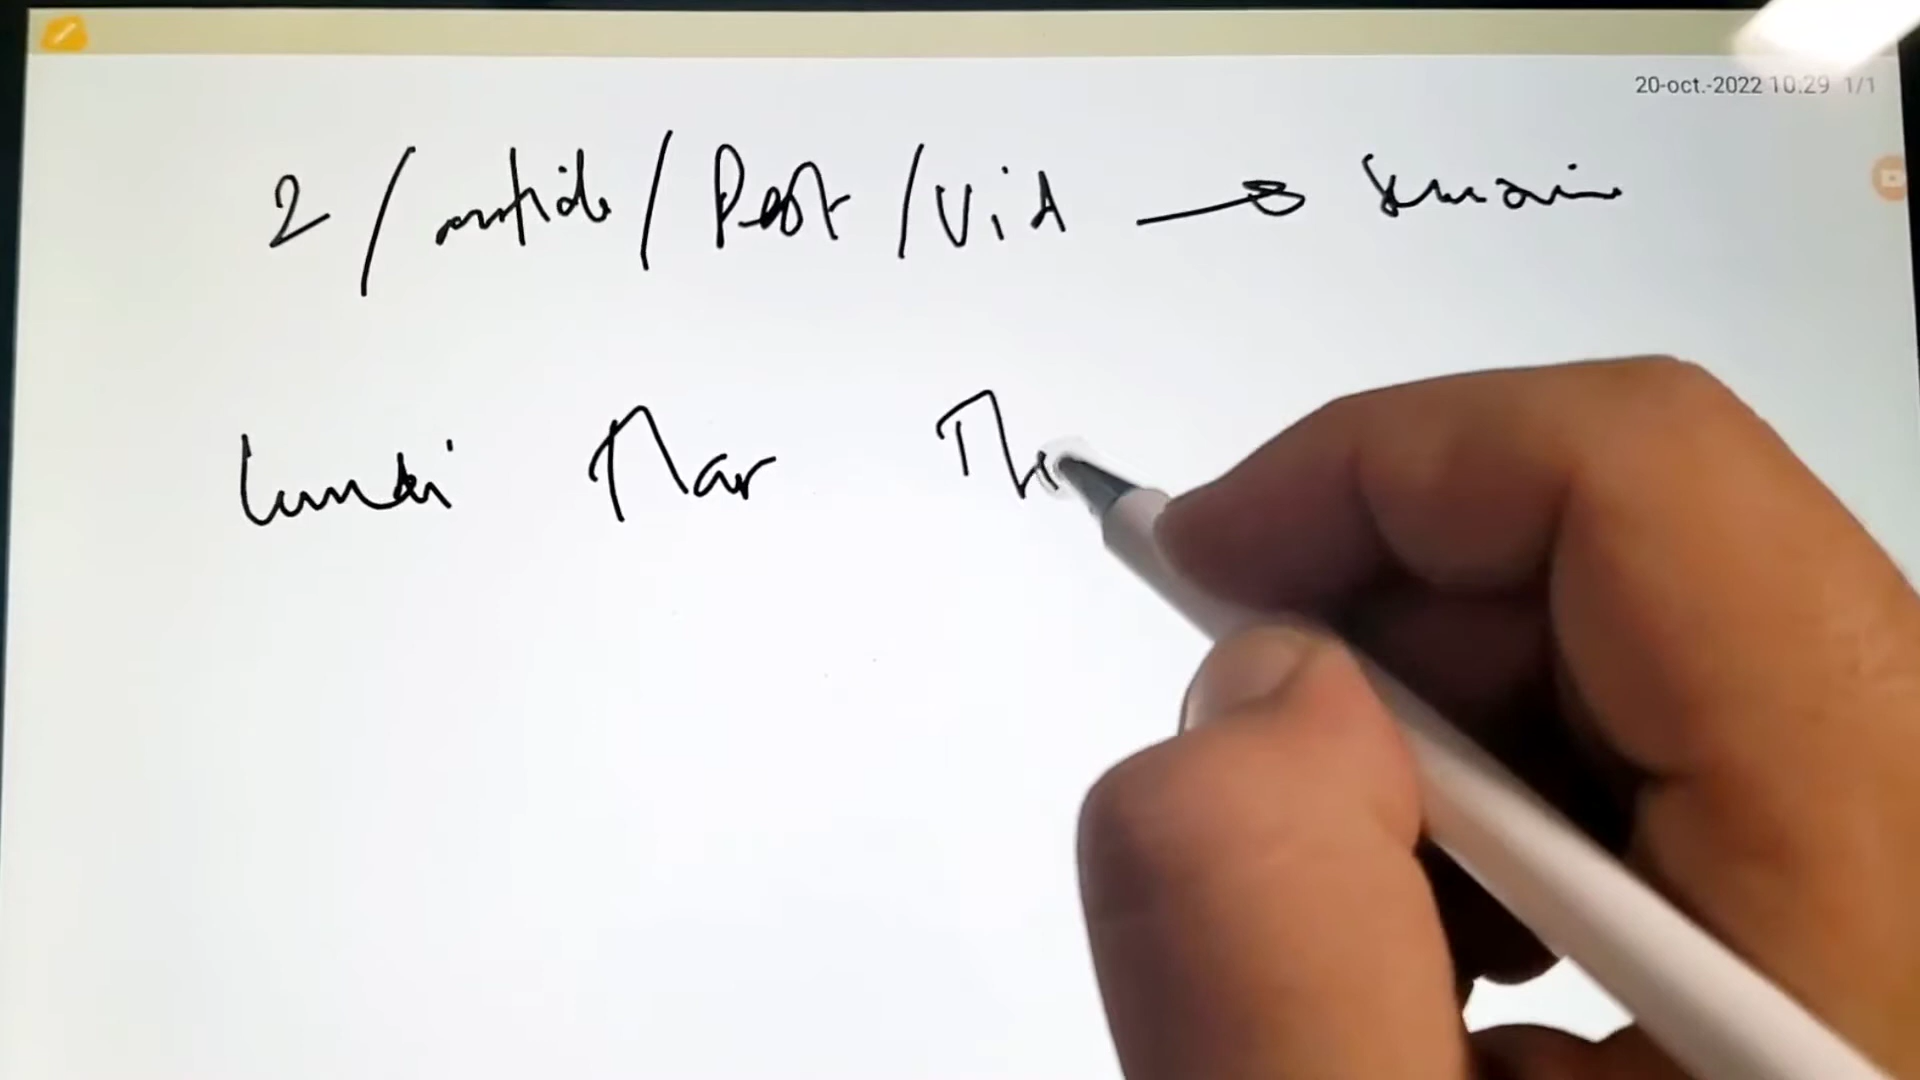 20-oct.-2022 10:29 1/1
2 / article / Post / Vid → Semaine
lundi Mar